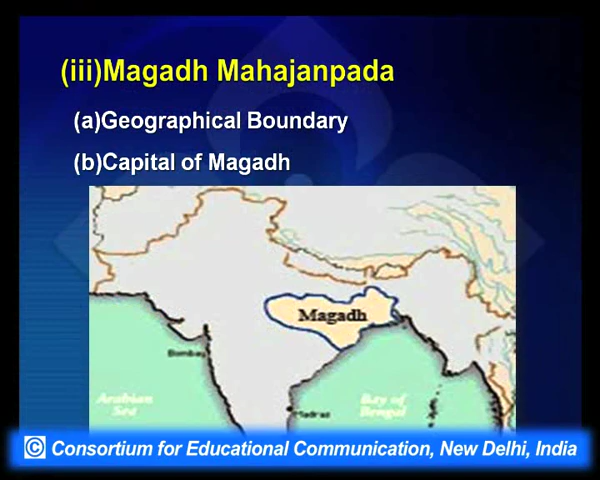 (iii)Magadh Mahajanpada
(a)Geographical Boundary
(b)Capital of Magadh
Magadh
Bombay
Arabian
Sea
Bay of
Bengal
Madras
© Consortium for Educational Communication, New Delhi, India